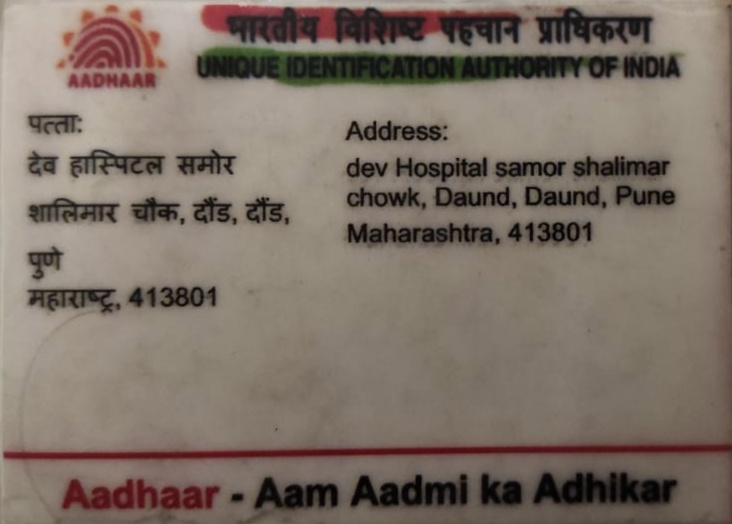 भारतीय विशिष्ट पहचान प्राधिकरण
AADHAAR
UNIQUE IDENTIFICATION AUTHORITY OF INDIA
पत्ता:
देव हास्पिटल समोर
शालिमार चौक, दौंड, दौंड,
पुणे
महाराष्ट्र, 413801
Address:
dev Hospital samor shalimar
chowk, Daund, Daund, Pune
Maharashtra, 413801
Aadhaar - Aam Aadmi ka Adhikar